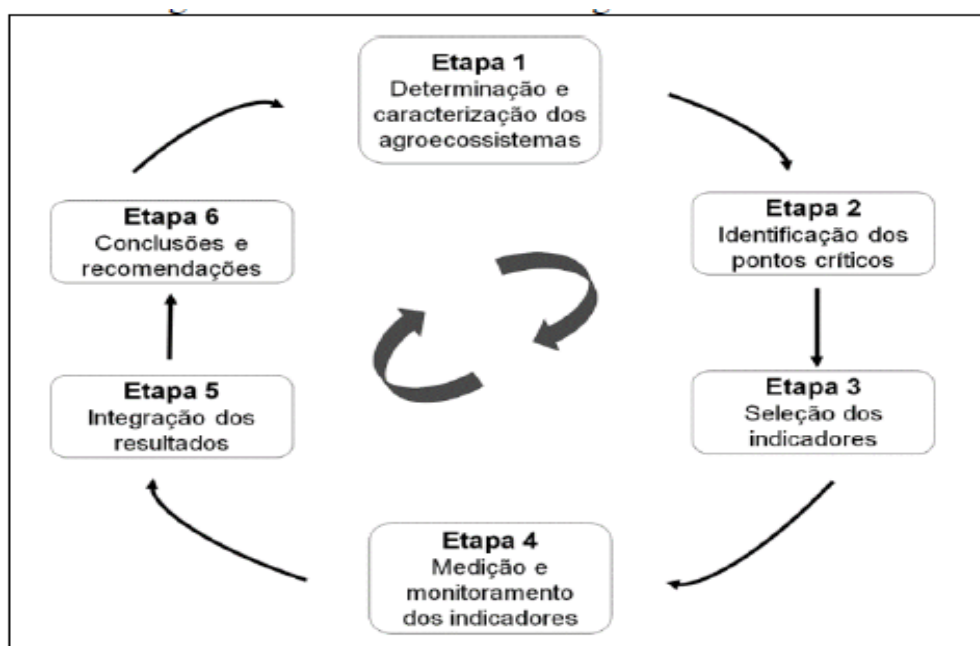 Etapa 1
Determinação e
caracterização dos
agroecossistemas
Etapa 2
Identificação dos
pontos críticos
Etapa 3
Seleção dos
indicadores
Etapa 4
Medição e
monitoramento
dos indicadores
Etapa 5
Integração dos
resultados
Etapa 6
Conclusões e
recomendações